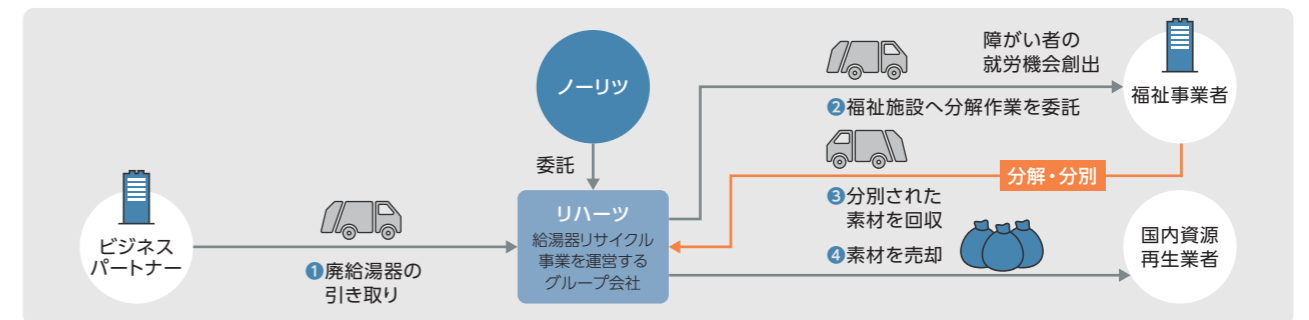 ノーリツ
委託
リハーツ
給湯器リサイクル
事業を運営する
グループ会社
ビジネス
パートナー
❶廃給湯器の
引き取り
障がい者の
就労機会創出
❷福祉施設へ分解作業を委託
福祉事業者
分解・分別
❸分別された
素材を回収
❹素材を売却
国内資源
再生業者